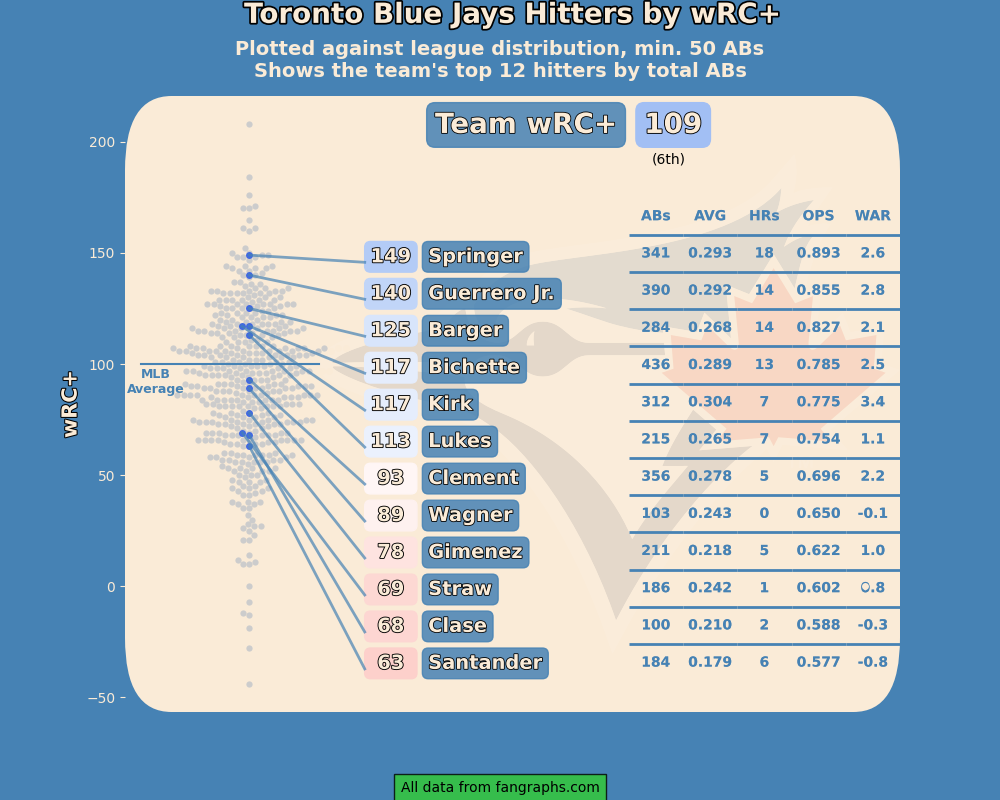 Toronto Blue Jays Hitters by wRC+
Plotted against league distribution, min. 50 ABs
Shows the team's top 12 hitters by total ABs
Team wRC+ 109
(6th)
wRC+
200
150
100
50
0
−50
MLB
Average
ABs AVG HRs OPS WAR
149 Springer 341 0.293 18 0.893 2.6
140 Guerrero Jr. 390 0.292 14 0.855 2.8
125 Barger 284 0.268 14 0.827 2.1
117 Bichette 436 0.289 13 0.785 2.5
117 Kirk 312 0.304 7 0.775 3.4
113 Lukes 215 0.265 7 0.754 1.1
93 Clement 356 0.278 5 0.696 2.2
89 Wagner 103 0.243 0 0.650 -0.1
78 Gimenez 211 0.218 5 0.622 1.0
69 Straw 186 0.242 1 0.602 0.8
68 Clase 100 0.210 2 0.588 -0.3
63 Santander 184 0.179 6 0.577 -0.8
All data from fangraphs.com